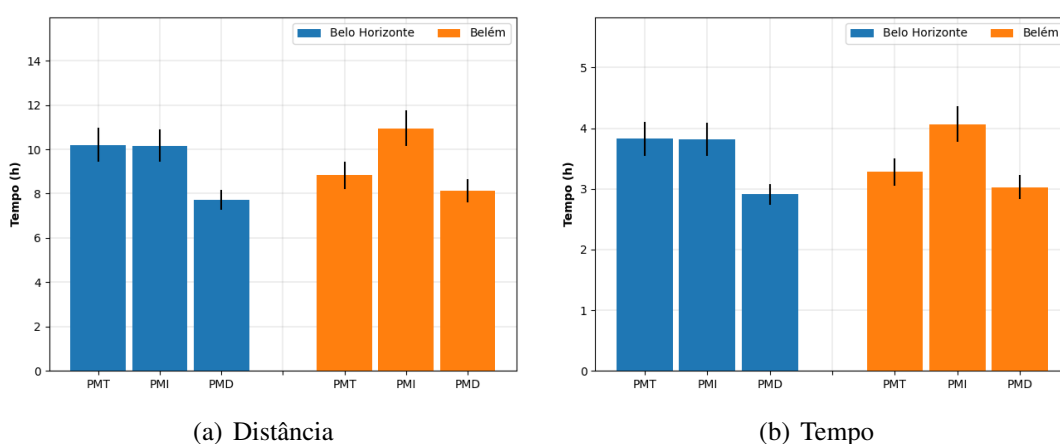 Belo Horizonte Belém
14
12
10
8
6
4
2
0
Tempo (h)
PMT PMI PMD PMT PMI PMD
(a) Distância
Belo Horizonte Belém
5
4
3
2
1
0
Tempo (h)
PMT PMI PMD PMT PMI PMD
(b) Tempo